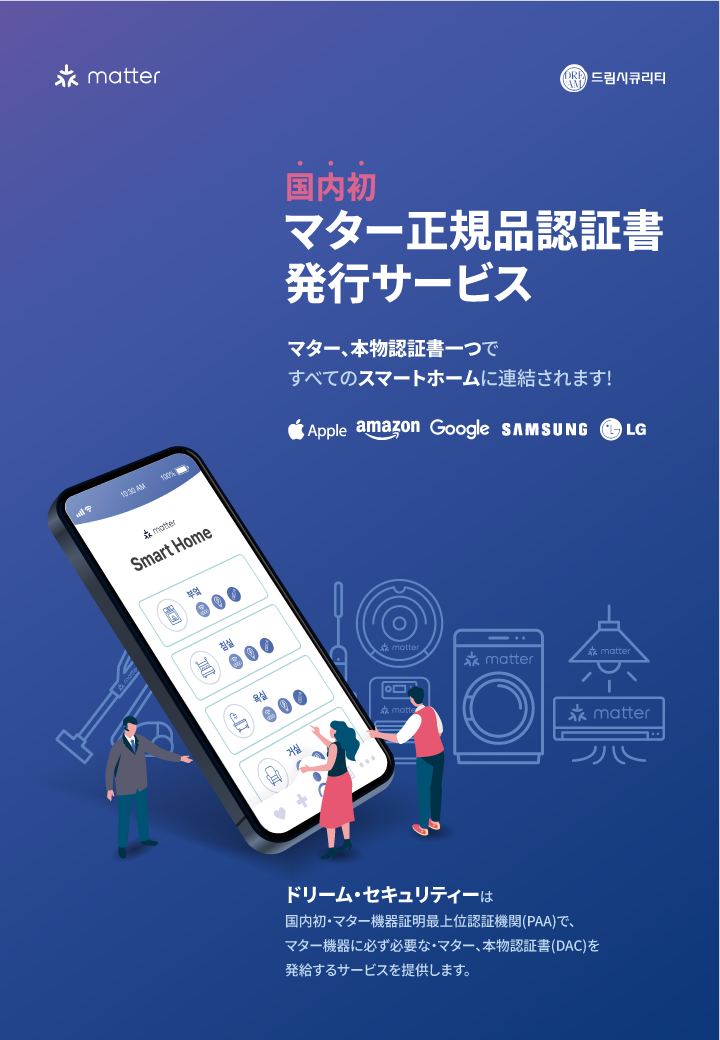 matter
DREAM 드림시큐리티
国内初
マター正規品認証書
発行サービス
マター、本物認証書一つで
すべてのスマートホームに連結されます!
Apple amazon Google SAMSUNG LG
10:30 AM 100%
matter
Smart Home
부엌
침실
욕실
거실
matter
matter
matter
matter
matter
matter
ドリーム・セキュリティーは
国内初・マター機器証明最上位認証機関(PAA)で、
マター機器に必ず必要な・マター、本物認証書(DAC)を
発給するサービスを提供します。